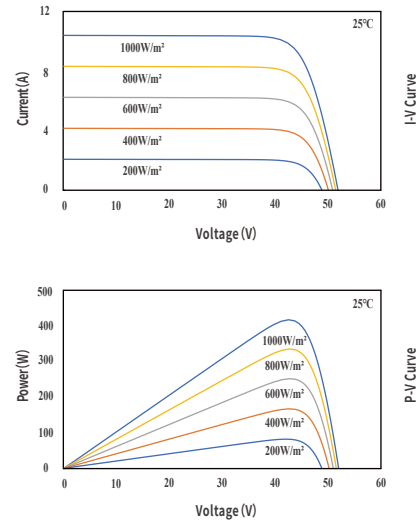 12
25℃
1000W/m²
800W/m²
8
600W/m²
400W/m²
4
200W/m²
0
Current(A)
I-V Curve
0 10 20 30 40 50 60
Voltage(V)
500
25℃
400
1000W/m²
800W/m²
300
600W/m²
200
400W/m²
100
200W/m²
0
Power(W)
P-V Curve
0 10 20 30 40 50 60
Voltage(V)